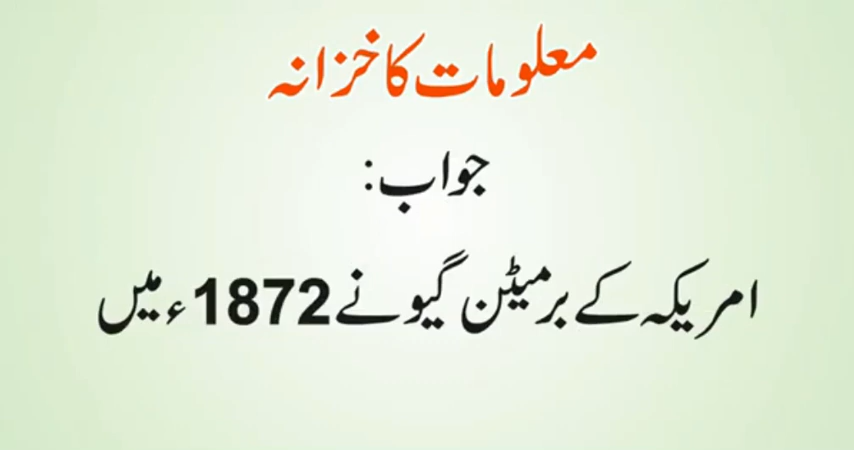 معلومات کا خزانہ
جواب:
امریکہ کے برمیٹن گیو نے 1872ء میں